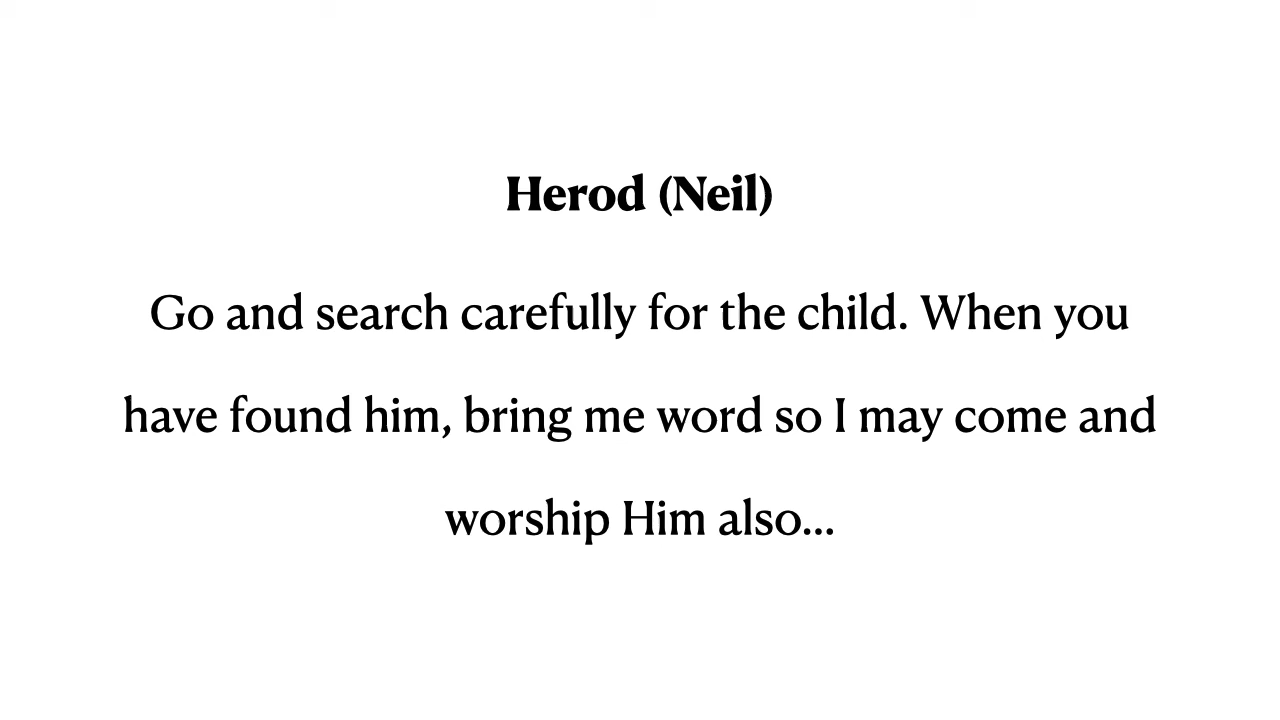 Herod (Neil)
Go and search carefully for the child. When you
have found him, bring me word so I may come and
worship Him also...